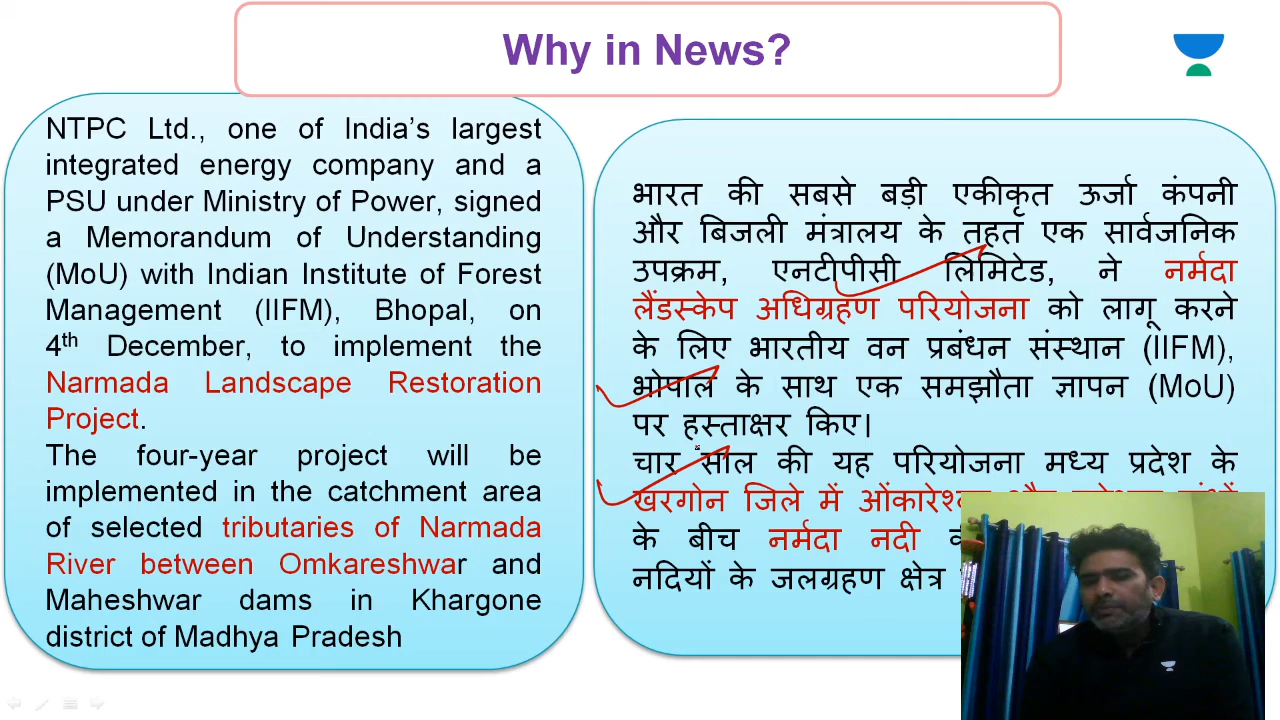 Why in News?
NTPC Ltd., one of India's largest
integrated energy company and a
PSU under Ministry of Power, signed
a Memorandum of Understanding
(MoU) with Indian Institute of Forest
Management (IIFM), Bhopal, on
4th December, to implement the
Narmada Landscape Restoration
Project.
The four-year project will be
implemented in the catchment area
of selected tributaries of Narmada
River between Omkareshwar and
Maheshwar dams in Khargone
district of Madhya Pradesh
भारत की सबसे बड़ी एकीकृत ऊर्जा कंपनी
और बिजली मंत्रालय के तहत एक सार्वजनिक
उपक्रम, एनटीपीसी लिमिटेड, ने नर्मदा
लैंडस्केप अधिग्रहण परियोजना को लागू करने
के लिए भारतीय वन प्रबंधन संस्थान (IIFM),
भोपाल के साथ एक समझौता ज्ञापन (MoU)
पर हस्ताक्षर किए।
चार साल की यह परियोजना मध्य प्रदेश के
खरगोन जिले में
के बीच नर्मदा नदी
नदियों के जलग्रहण क्षेत्र